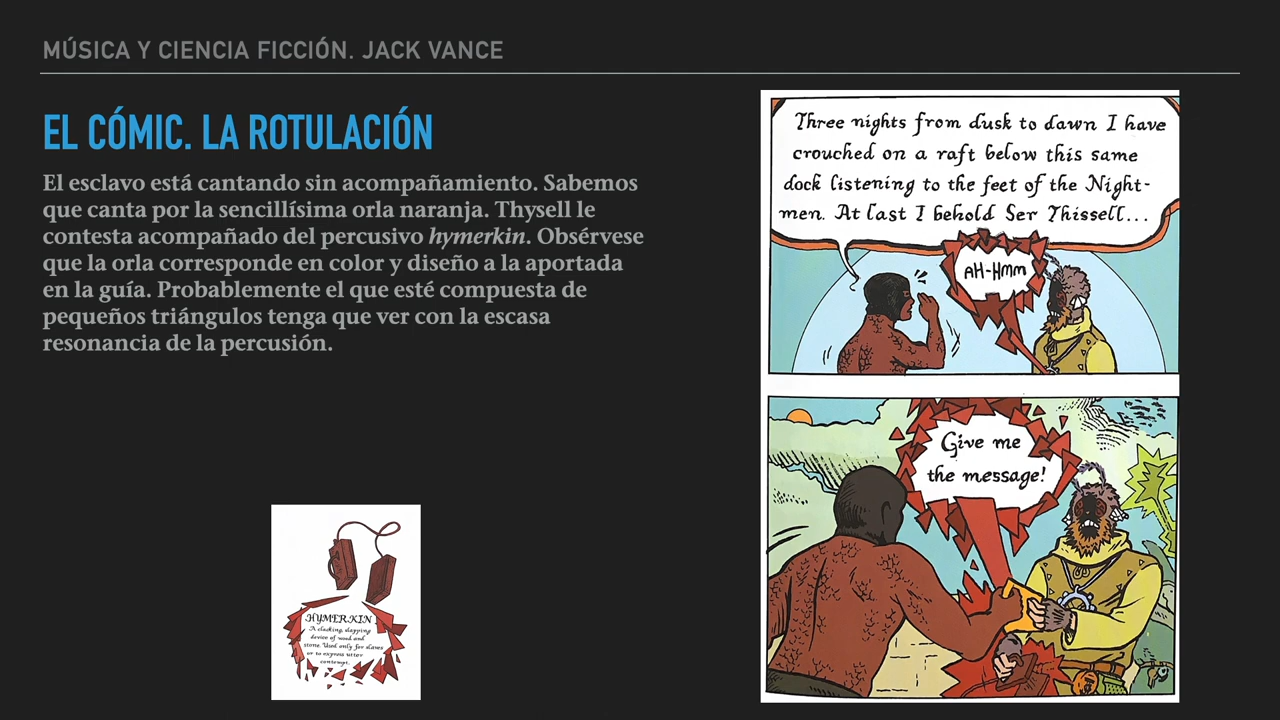 MÚSICA Y CIENCIA FICCIÓN. JACK VANCE
EL CÓMIC. LA ROTULACIÓN
El esclavo está cantando sin acompañamiento. Sabemos
que canta por la sencillísima orla naranja. Thysell le
contesta acompañado del percusivo hymerkin. Obsérvese
que la orla corresponde en color y diseño a la aportada
en la guía. Probablemente el que esté compuesta de
pequeños triángulos tenga que ver con la escasa
resonancia de la percusión.
HYMERKIN
A clacking, slapping
device of wood and
stone. Used only for slaves
or to express utter
contempt.
Three nights from dusk to dawn I have
crouched on a raft below this same
dock listening to the feet of the Night-
men. At last I behold Ser Thissell...
AH-HMM
Give me
the message!